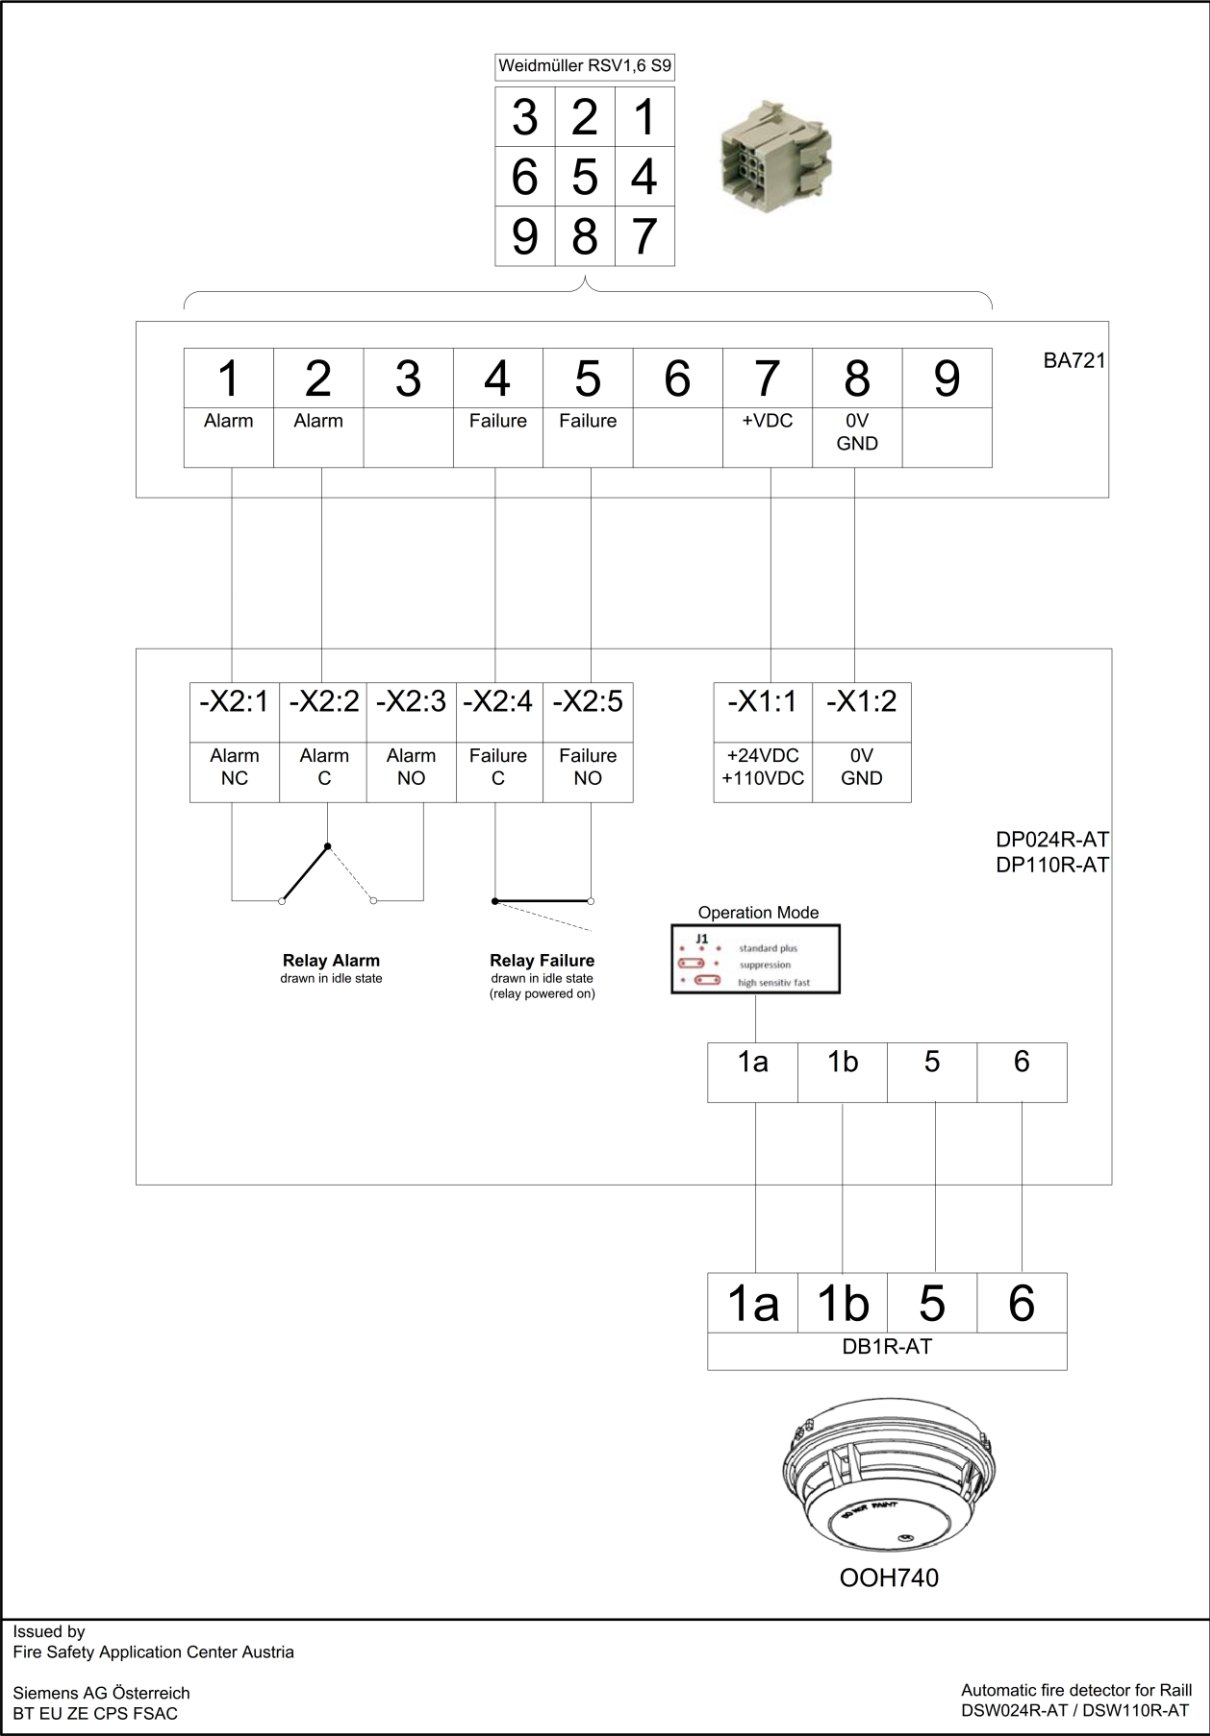 Weidmüller RSV1,6 S9
3 2 1
6 5 4
9 8 7
BA721
1 2 3 4 5 6 7 8 9
Alarm Alarm Failure Failure +VDC 0V
GND
-X2:1 -X2:2 -X2:3 -X2:4 -X2:5 -X1:1 -X1:2
Alarm Alarm Alarm Failure Failure +24VDC 0V
NC C NO C NO +110VDC GND
DP024R-AT
DP110R-AT
Relay Alarm
drawn in idle state
Relay Failure
drawn in idle state
(relay powered on)
Operation Mode
J1
standard plus
suppression
high sensitiv fast
1a 1b 5 6
1a 1b 5 6
DB1R-AT
DO NOT PAINT
OOH740
Issued by
Fire Safety Application Center Austria
Siemens AG Österreich
BT EU ZE CPS FSAC
Automatic fire detector for Raill
DSW024R-AT / DSW110R-AT